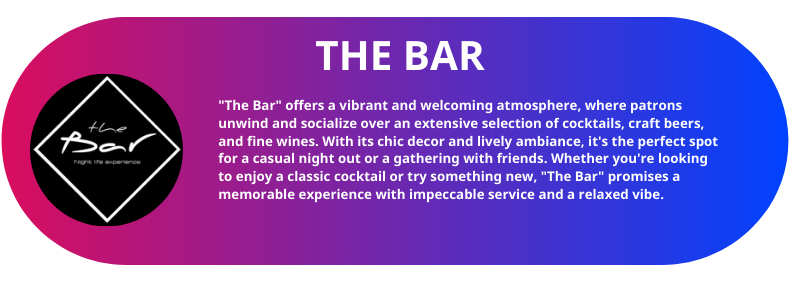 THE BAR
"The Bar" offers a vibrant and welcoming atmosphere, where patrons
unwind and socialize over an extensive selection of cocktails, craft beers,
and fine wines. With its chic decor and lively ambiance, it's the perfect spot
for a casual night out or a gathering with friends. Whether you're looking
to enjoy a classic cocktail or try something new, "The Bar" promises a
memorable experience with impeccable service and a relaxed vibe.
the
Bar
Night life experience